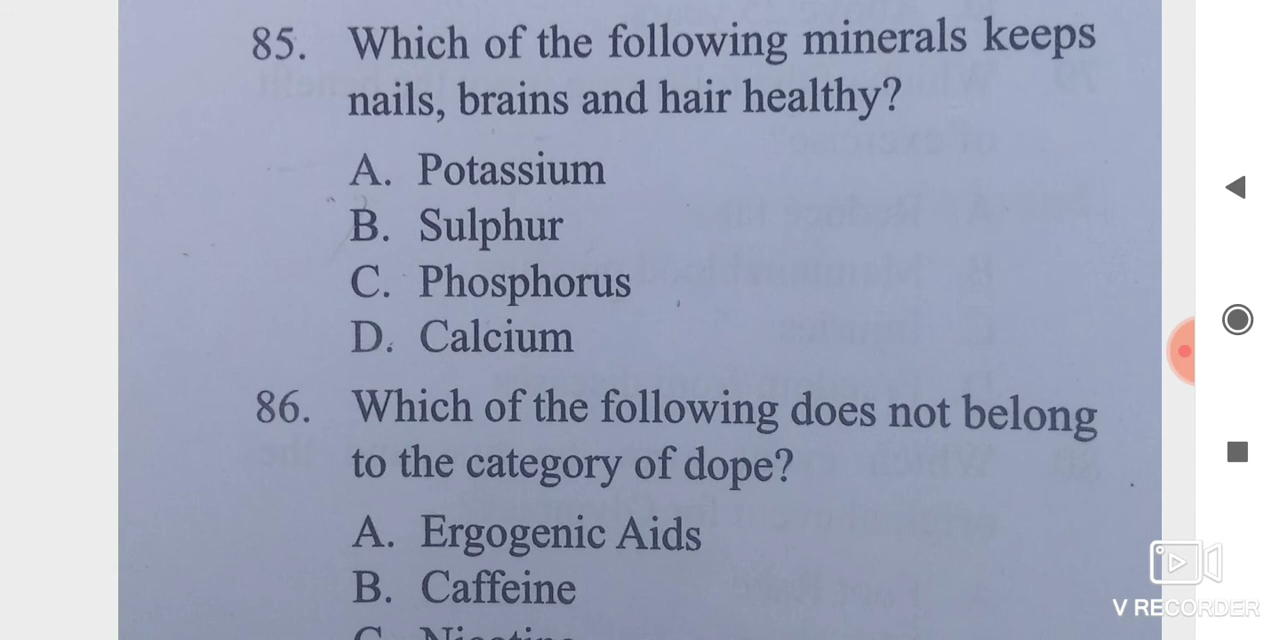 85. Which of the following minerals keeps
nails, brains and hair healthy?
A. Potassium
B. Sulphur
C. Phosphorus
D. Calcium
86. Which of the following does not belong
to the category of dope?
A. Ergogenic Aids
B. Caffeine
C. Nicotine
V RECORDER